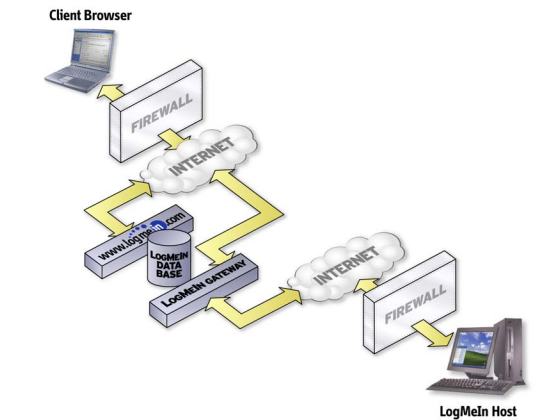 Client Browser
FIREWALL
INTERNET
www.logmein.com
LOGMEIN
DATA
BASE
LOGMEIN GATEWAY
INTERNET
FIREWALL
LogMeIn Host